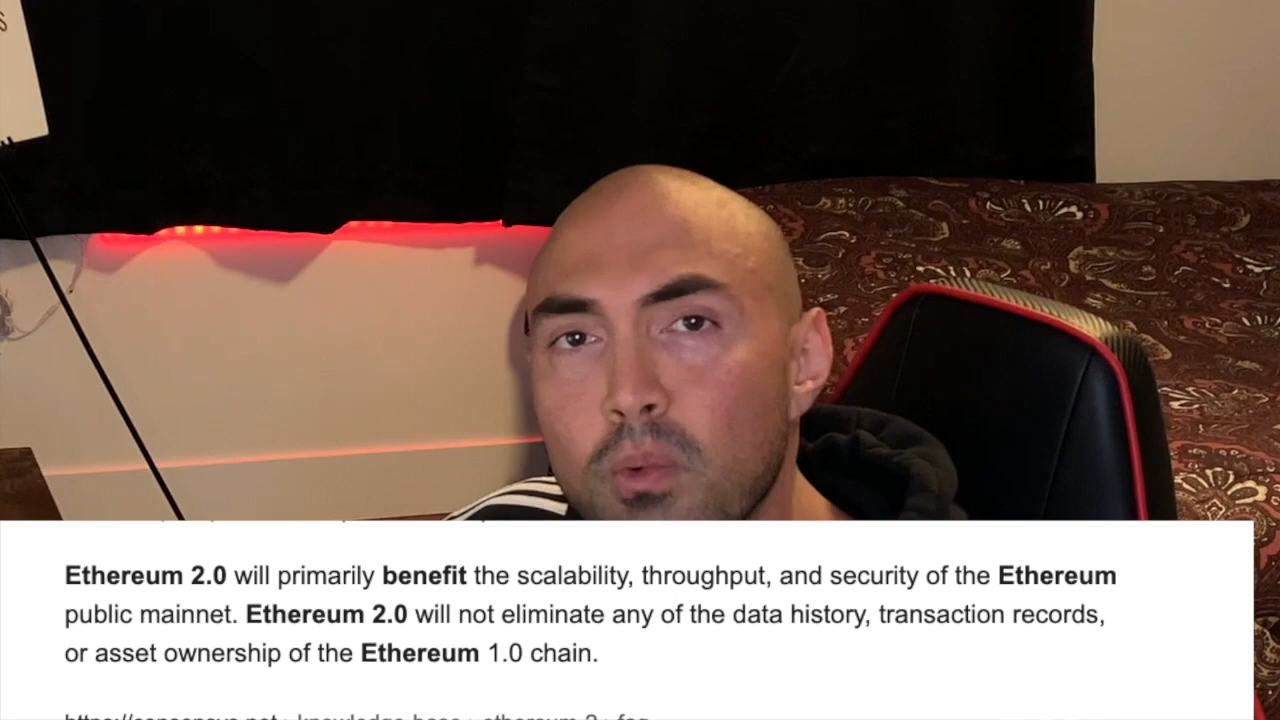 Ethereum 2.0 will primarily benefit the scalability, throughput, and security of the Ethereum
public mainnet. Ethereum 2.0 will not eliminate any of the data history, transaction records,
or asset ownership of the Ethereum 1.0 chain.